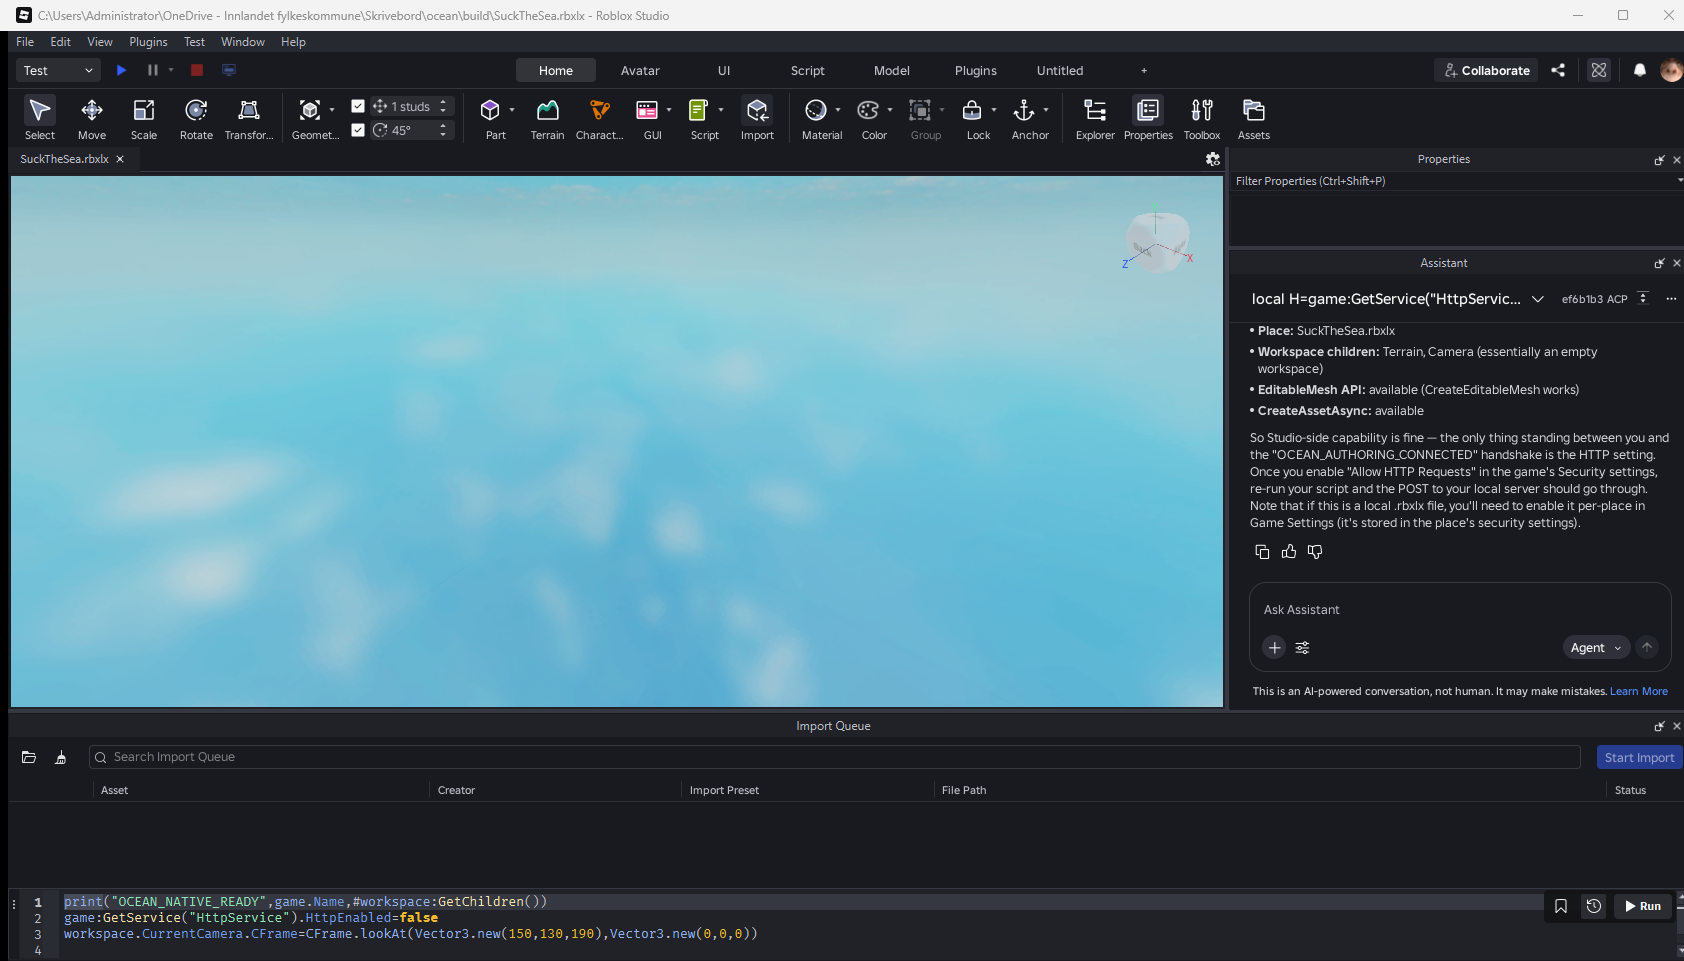 C:\Users\Administrator\OneDrive - Innlandet fylkeskommune\Skrivebord\ocean\build\SuckTheSea.rbxlx - Roblox Studio
File Edit View Plugins Test Window Help
Test Home Avatar UI Script Model Plugins Untitled + Collaborate
1 studs
45°
Select Move Scale Rotate Transfor... Geomet... Part Terrain Charact... GUI Script Import Material Color Group Lock Anchor Explorer Properties Toolbox Assets
SuckTheSea.rbxlx
Y
Z
X
Properties
Filter Properties (Ctrl+Shift+P)
Assistant
local H=game:GetService("HttpServic... ef6b1b3 ACP
• Place: SuckTheSea.rbxlx
• Workspace children: Terrain, Camera (essentially an empty
workspace)
• EditableMesh API: available (CreateEditableMesh works)
• CreateAssetAsync: available
So Studio-side capability is fine — the only thing standing between you and
the "OCEAN_AUTHORING_CONNECTED" handshake is the HTTP setting.
Once you enable "Allow HTTP Requests" in the game's Security settings,
re-run your script and the POST to your local server should go through.
Note that if this is a local .rbxlx file, you'll need to enable it per-place in
Game Settings (it's stored in the place's security settings).
Ask Assistant
Agent
This is an AI-powered conversation, not human. It may make mistakes. Learn More
Import Queue
Search Import Queue
Start Import
Asset Creator Import Preset File Path Status
1 print("OCEAN_NATIVE_READY",game.Name,#workspace:GetChildren())
2 game:GetService("HttpService").HttpEnabled=false
3 workspace.CurrentCamera.CFrame=CFrame.lookAt(Vector3.new(150,130,190),Vector3.new(0,0,0))
4
Run